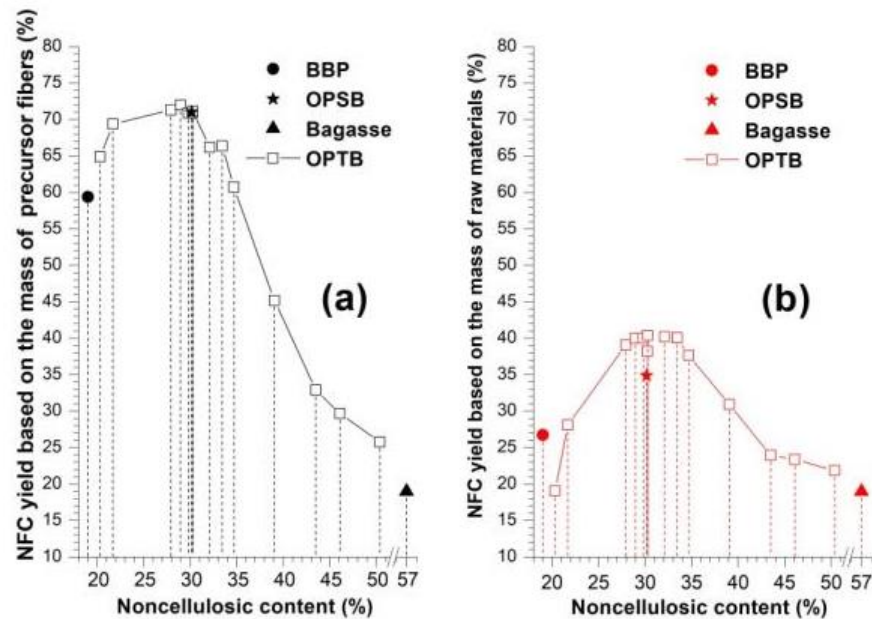 NFC yield based on the mass of precursor fibers (%)
80
75
70
65
60
55
50
45
40
35
30
25
20
15
10
BBP
OPSB
Bagasse
OPTB
(a)
20 25 30 35 40 45 50 57
Noncellulosic content (%)
NFC yield based on the mass of raw materials (%)
80
75
70
65
60
55
50
45
40
35
30
25
20
15
10
BBP
OPSB
Bagasse
OPTB
(b)
20 25 30 35 40 45 50 57
Noncellulosic content (%)